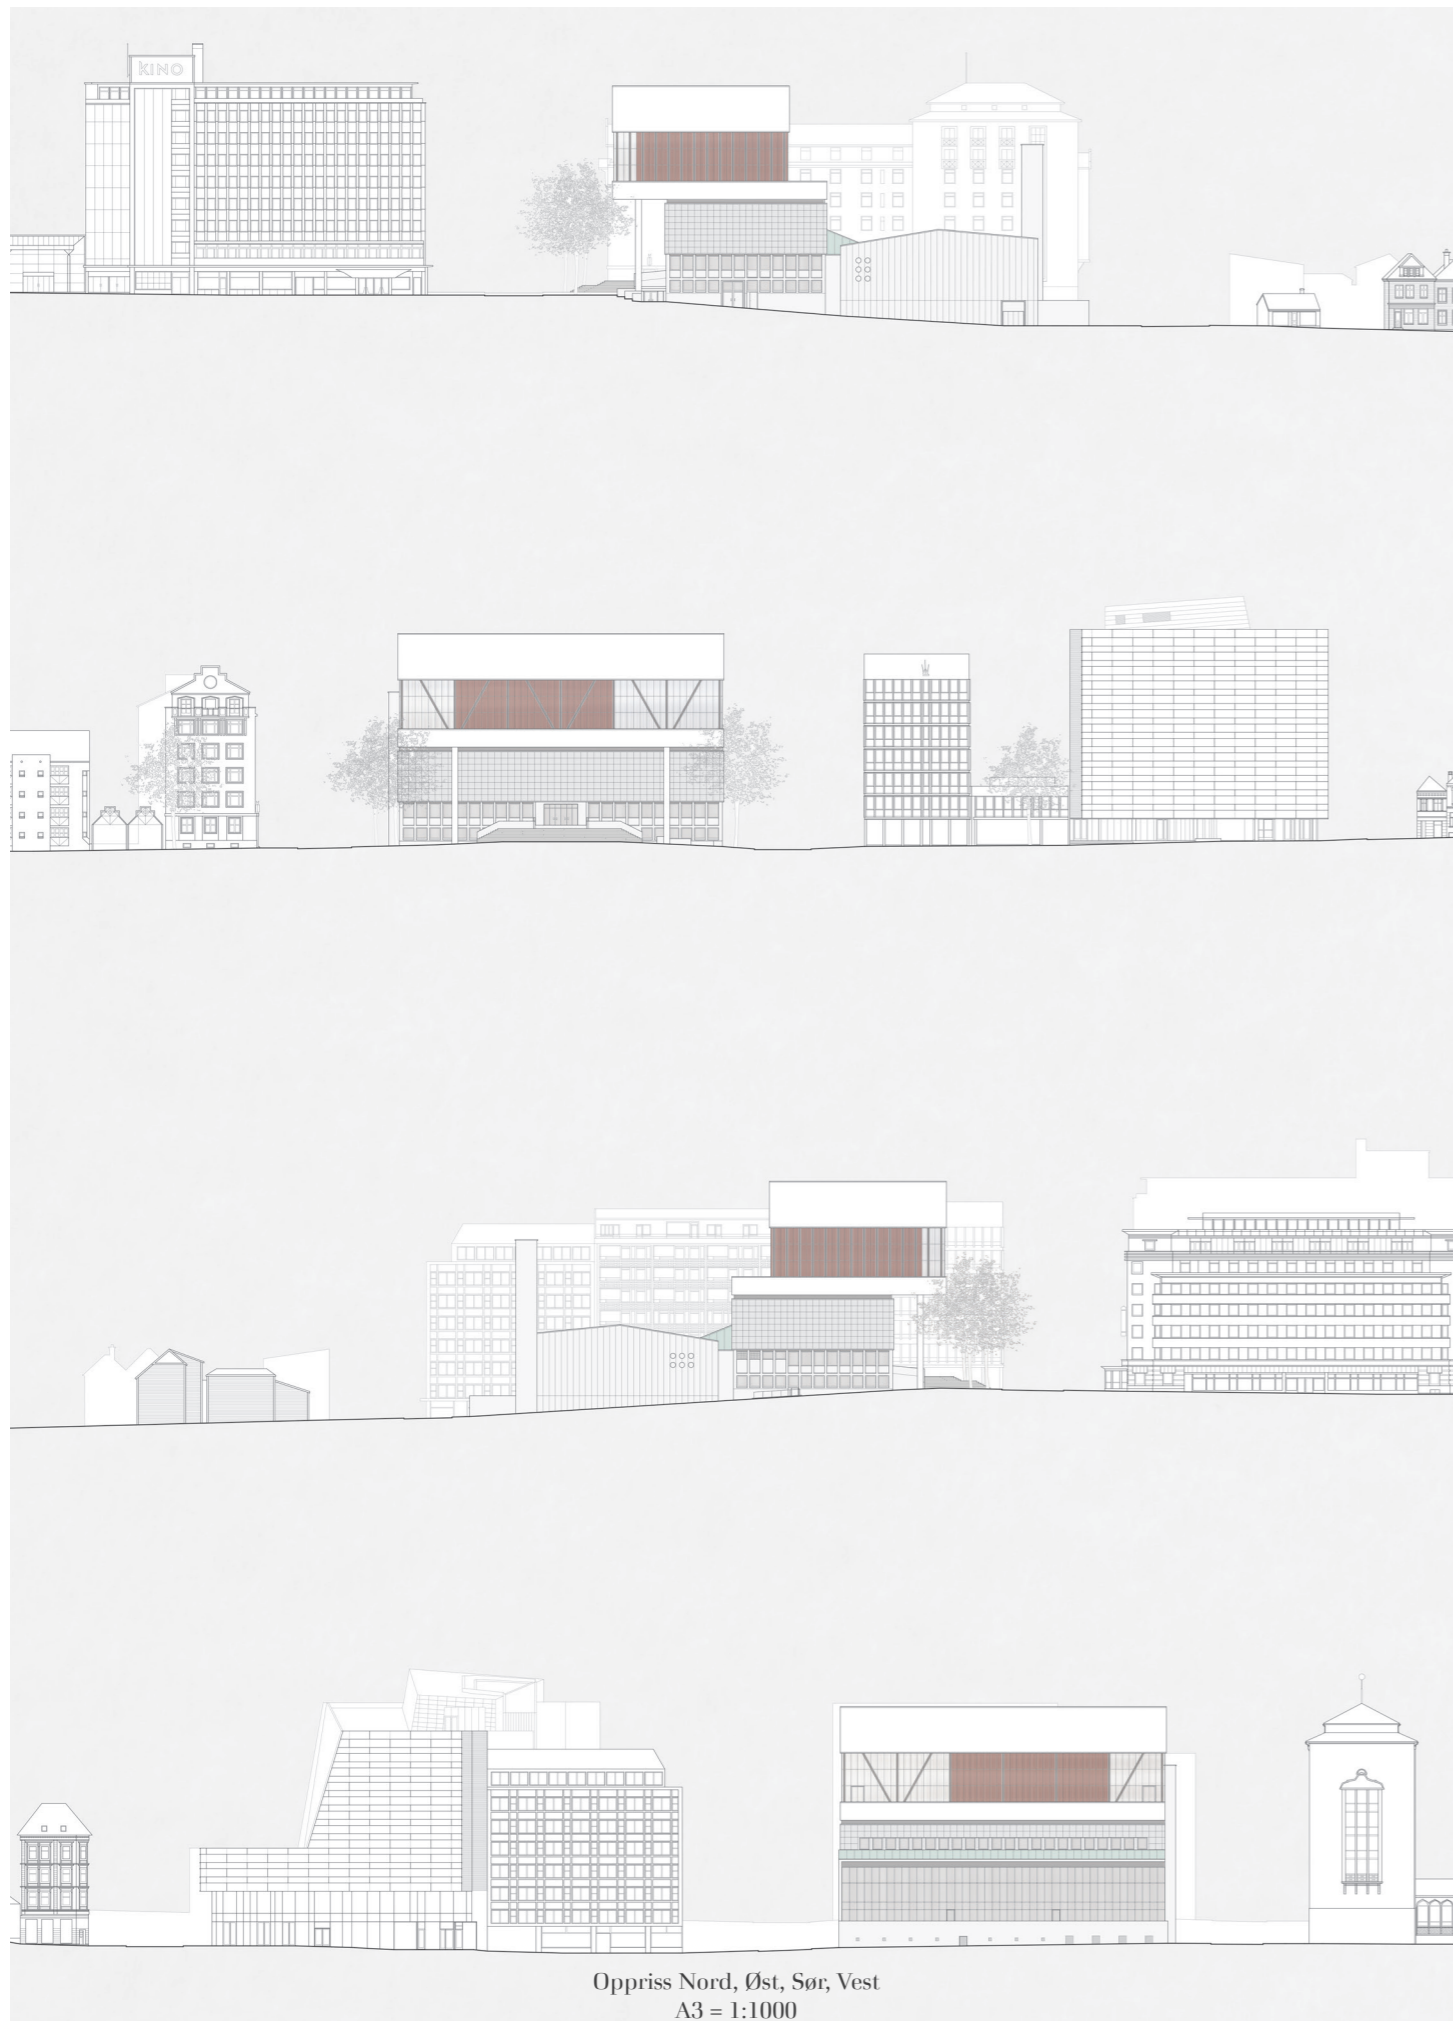 KINO
Oppriss Nord, Øst, Sør, Vest
A3 = 1:1000